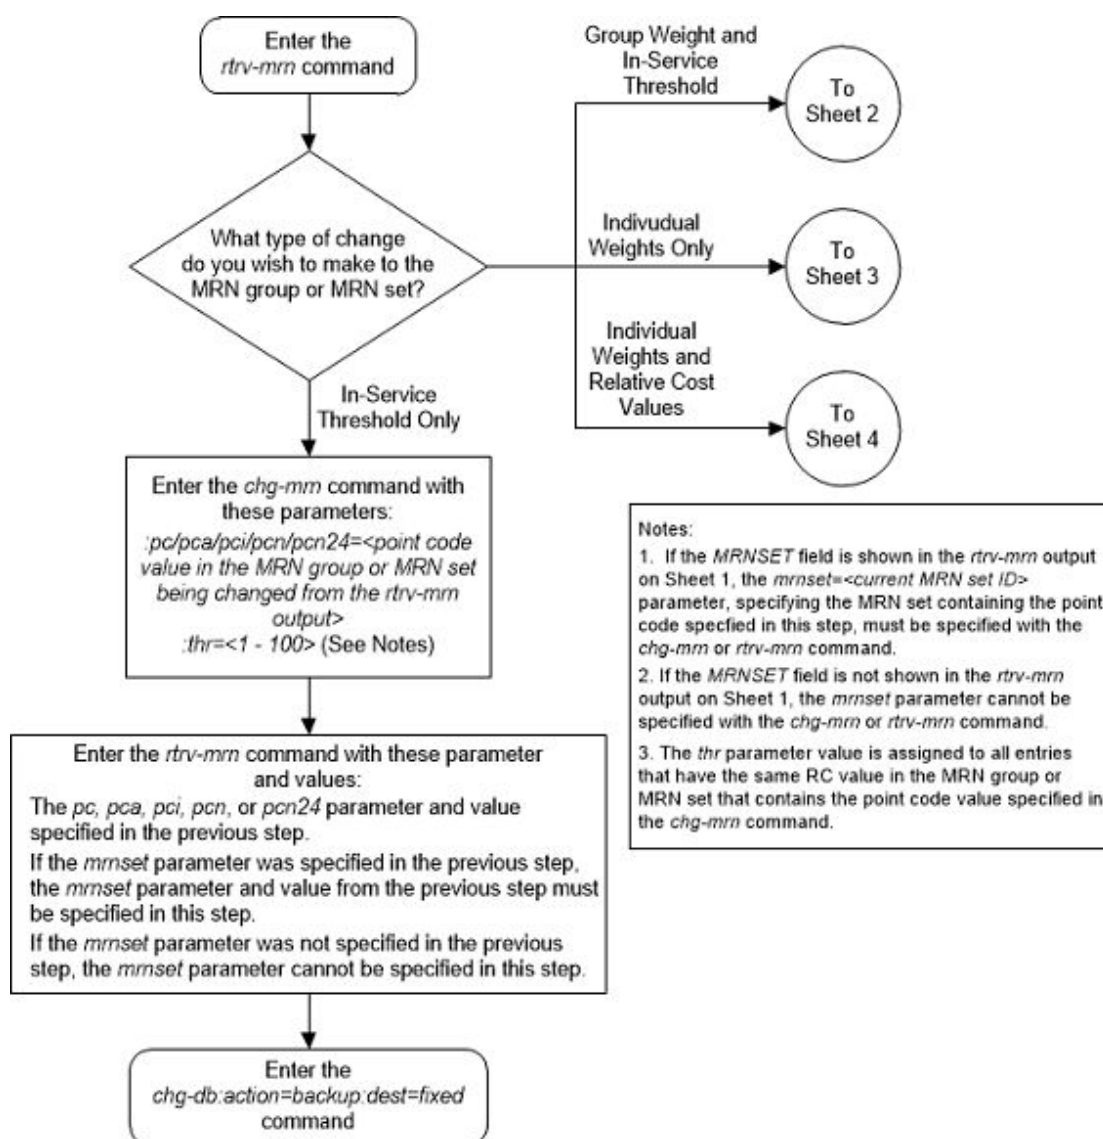 Enter the
rtrv-mrn command
What type of change
do you wish to make to the
MRN group or MRN set?
Group Weight and
In-Service
Threshold
To
Sheet 2
Indivudual
Weights Only
To
Sheet 3
Individual
Weights and
Relative Cost
Values
To
Sheet 4
In-Service
Threshold Only
Enter the chg-mrn command with
these parameters:
:pc/pca/pci/pcn/pcn24=<point code
value in the MRN group or MRN set
being changed from the rtrv-mrn
output>
:thr=<1 - 100> (See Notes)
Enter the rtrv-mrn command with these parameter
and values:
The pc, pca, pci, pcn, or pcn24 parameter and value
specified in the previous step.
If the mrnset parameter was specified in the previous step,
the mrnset parameter and value from the previous step must
be specified in this step.
If the mrnset parameter was not specified in the previous
step, the mrnset parameter cannot be specified in this step.
Enter the
chg-db:action=backup:dest=fixed
command
Notes:
1. If the MRNSET field is shown in the rtrv-mrn output
on Sheet 1, the mrnset=<current MRN set ID>
parameter, specifying the MRN set containing the point
code specfied in this step, must be specified with the
chg-mrn or rtrv-mrn command.
2. If the MRNSET field is not shown in the rtrv-mrn
output on Sheet 1, the mrnset parameter cannot be
specified with the chg-mrn or rtrv-mrn command.
3. The thr parameter value is assigned to all entries
that have the same RC value in the MRN group or
MRN set that contains the point code value specified in
the chg-mrn command.